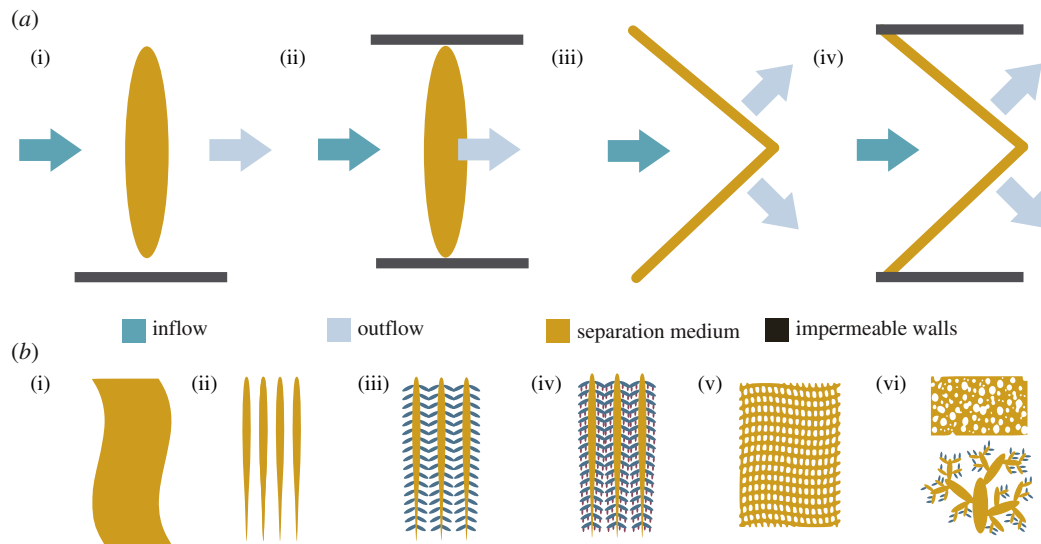 (a)
(i) (ii) (iii) (iv)
inflow outflow separation medium impermeable walls
(b)
(i) (ii) (iii) (iv) (v) (vi)